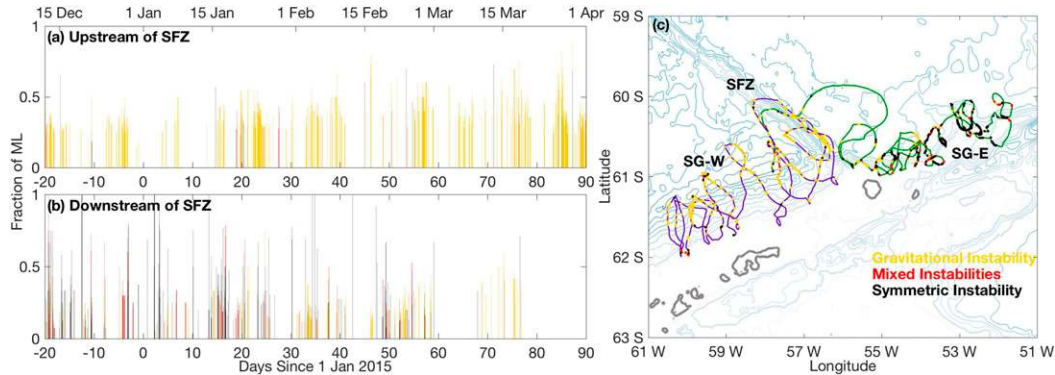 15 Dec 1 Jan 15 Jan 1 Feb 15 Feb 1 Mar 15 Mar 1 Apr
(a) Upstream of SFZ
1
0.5
0
-20 -10 0 10 20 30 40 50 60 70 80 90
Fraction of ML
(b) Downstream of SFZ
1
0.5
0
-20 -10 0 10 20 30 40 50 60 70 80 90
Days Since 1 Jan 2015
(c)
59 S
60 S
61 S
62 S
63 S
Latitude
SFZ
SG-W
SG-E
Gravitational Instability
Mixed Instabilities
Symmetric Instability
61 W 59 W 57 W 55 W 53 W 51 W
Longitude